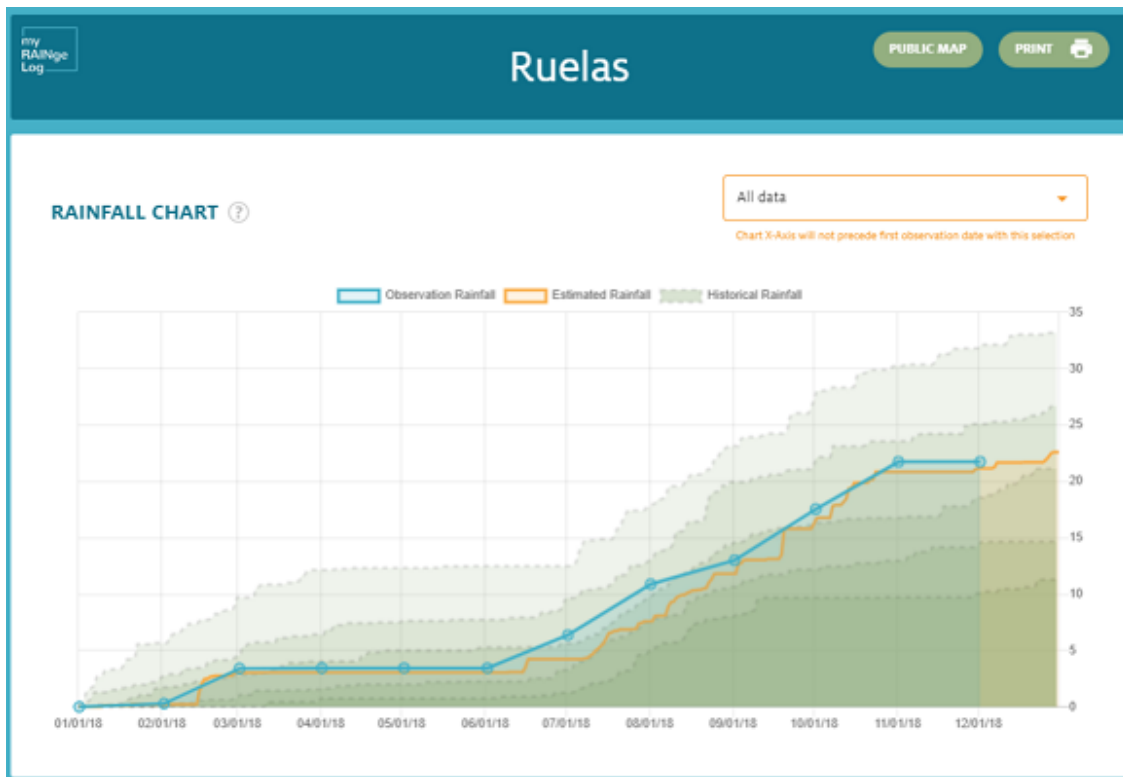 my
RAINge
Log
Ruelas
PUBLIC MAP
PRINT
RAINFALL CHART ?
All data
Chart X-Axis will not precede first observation date with this selection
Observation Rainfall Estimated Rainfall Historical Rainfall
35
30
25
20
15
10
5
0
01/01/18 02/01/18 03/01/18 04/01/18 05/01/18 06/01/18 07/01/18 08/01/18 09/01/18 10/01/18 11/01/18 12/01/18